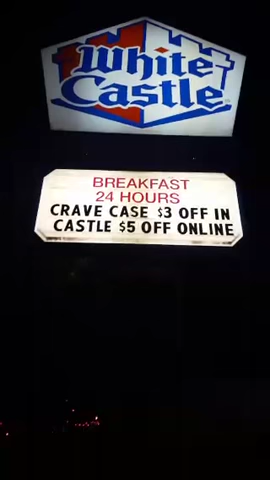 White
Castle
BREAKFAST
24 HOURS
CRAVE CASE $3 OFF IN
CASTLE $5 OFF ONLINE